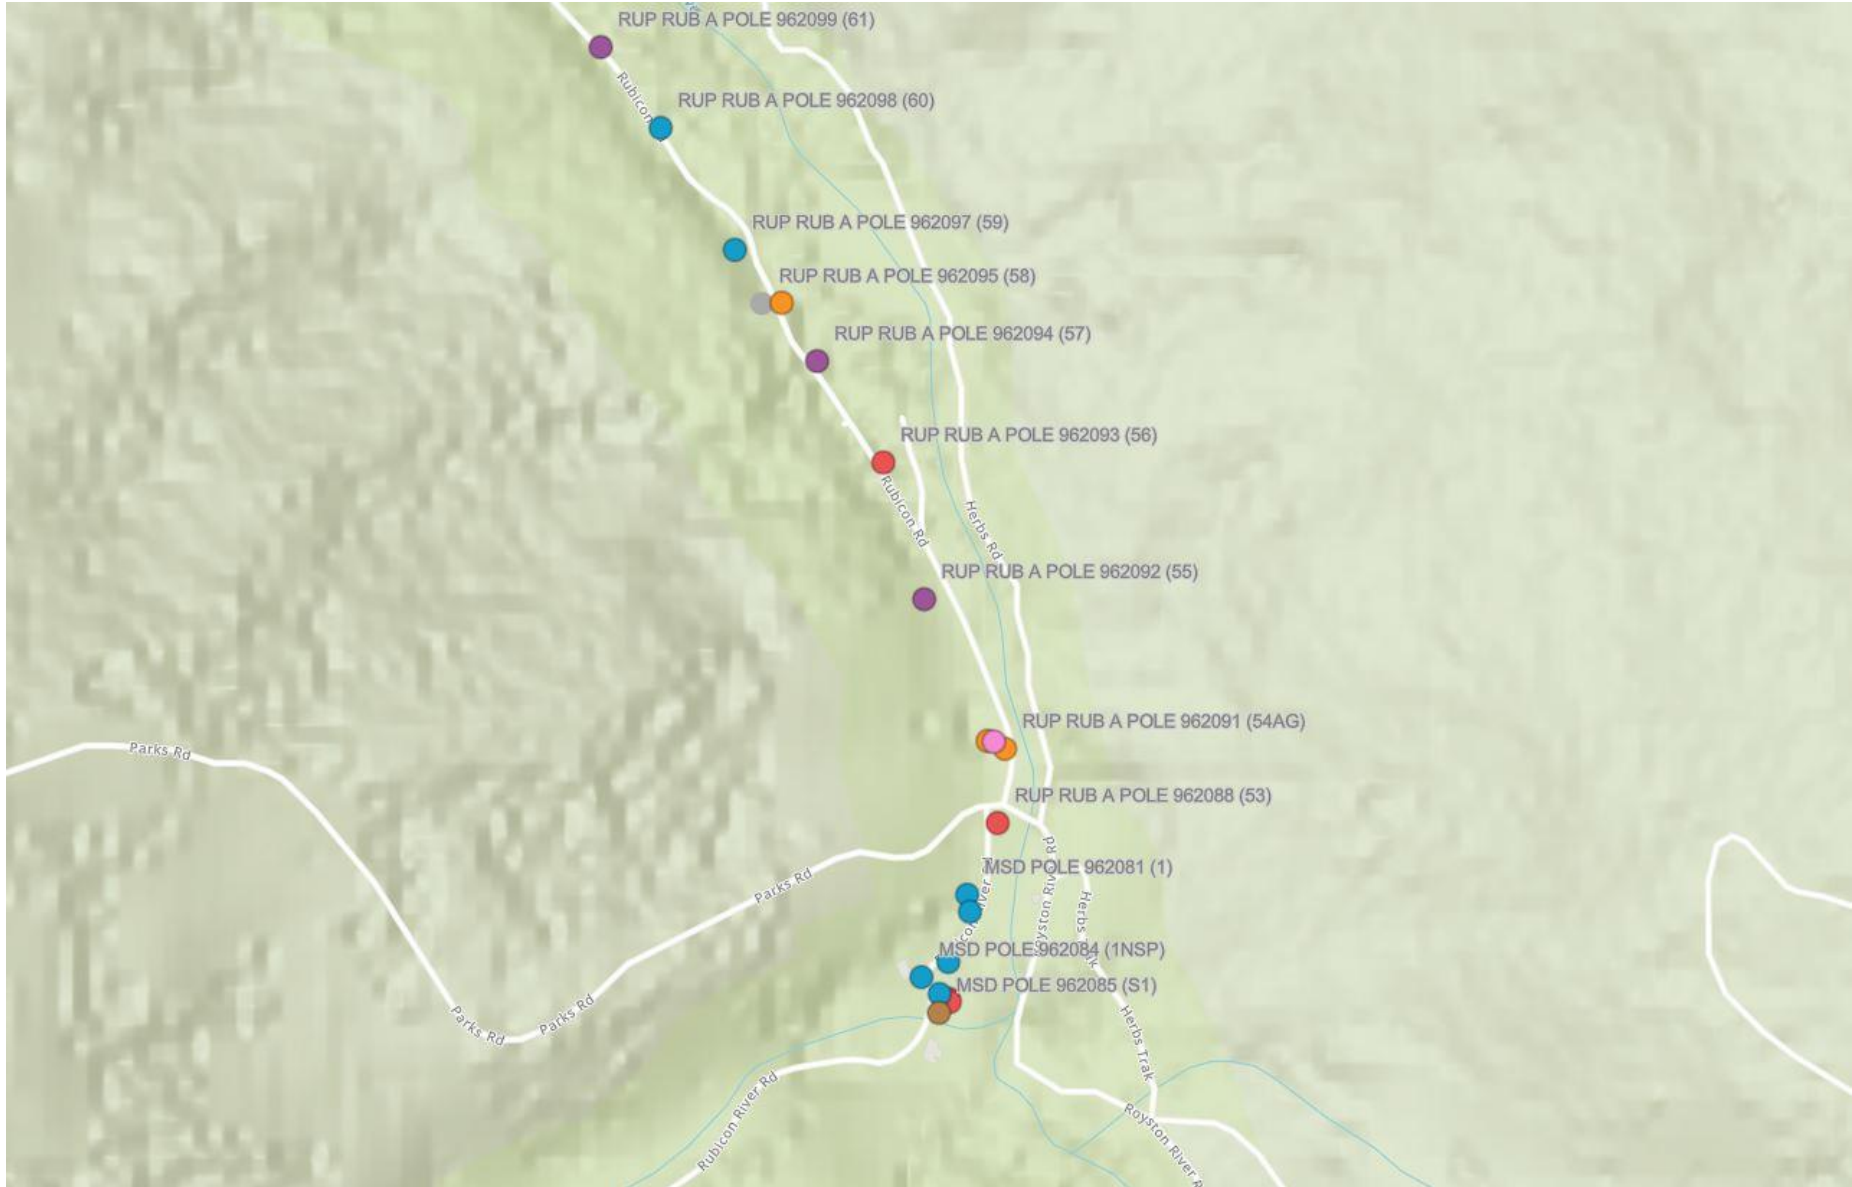 RUP RUB A POLE 962099 (61)
Rubicon
RUP RUB A POLE 962098 (60)
RUP RUB A POLE 962097 (59)
RUP RUB A POLE 962095 (58)
RUP RUB A POLE 962094 (57)
RUP RUB A POLE 962093 (56)
Rubicon Rd
Herbs Rd
RUP RUB A POLE 962092 (55)
RUP RUB A POLE 962091 (54AG)
Parks Rd
RUP RUB A POLE 962088 (53)
MSD POLE 962081 (1)
Parks Rd
MSD POLE 962084 (1NSP)
MSD POLE 962085 (S1)
Parks Rd
Parks Rd
Herbs Trak
Rubicon River Rd
Royston River R